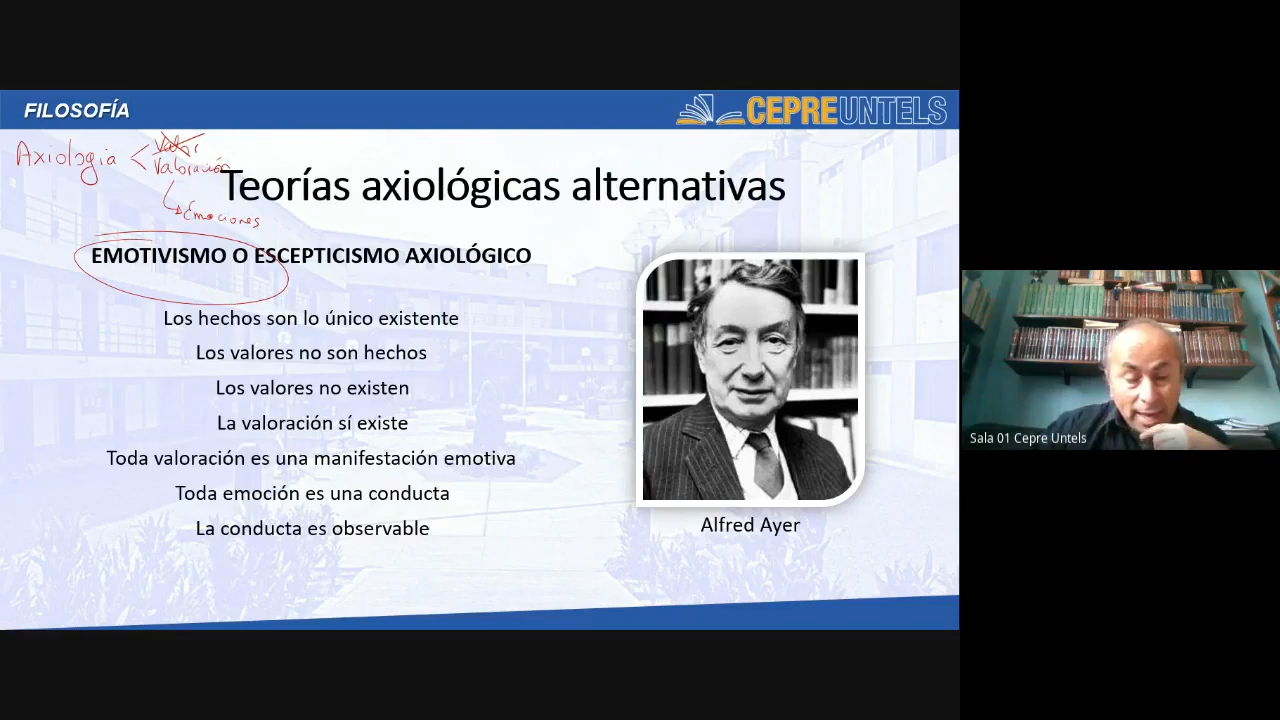 FILOSOFÍA
CEPREUNTELS
Axiología < Valor
Valoración
Emociones
Teorías axiológicas alternativas
EMOTIVISMO O ESCEPTICISMO AXIOLÓGICO
Los hechos son lo único existente
Los valores no son hechos
Los valores no existen
La valoración sí existe
Toda valoración es una manifestación emotiva
Toda emoción es una conducta
La conducta es observable
Alfred Ayer
Sala 01 Cepre Untels